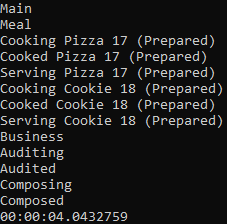 Main
Meal
Cooking Pizza 17 (Prepared)
Cooked Pizza 17 (Prepared)
Serving Pizza 17 (Prepared)
Cooking Cookie 18 (Prepared)
Cooked Cookie 18 (Prepared)
Serving Cookie 18 (Prepared)
Business
Auditing
Audited
Composing
Composed
00:00:04.0432759